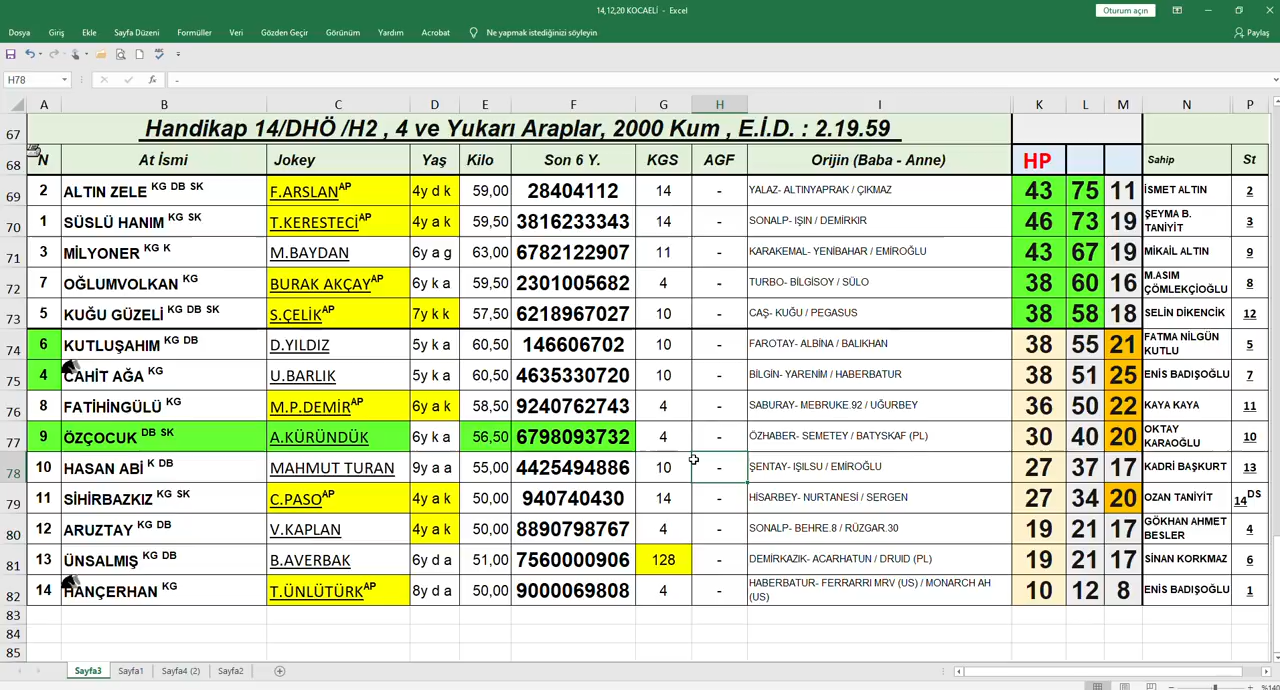 14,12,20 KOCAELİ - Excel
Oturum açın
Dosya Giriş Ekle Sayfa Düzeni Formüller Veri Gözden Geçir Görünüm Yardım Acrobat Ne yapmak istediğinizi söyleyin Paylaş
H78 fx -
A B C D E F G H I K L M N P
67 Handikap 14/DHÖ /H2 , 4 ve Yukarı Araplar, 2000 Kum , E.İ.D. : 2.19.59
68 N At İsmi Jokey Yaş Kilo Son 6 Y. KGS AGF Orijin (Baba - Anne) HP Sahip St
69 2 ALTIN ZELE KG DB SK F.ARSLAN AP 4y d k 59,00 28404112 14 - YALAZ- ALTINYAPRAK / ÇIKMAZ 43 75 11 İSMET ALTIN 2
70 1 SÜSLÜ HANIM KG SK T.KERESTECİ AP 4y a k 59,50 3816233343 14 - SONALP- IŞIN / DEMİRKIR 46 73 19 ŞEYMA B. TANİYİT 3
71 3 MİLYONER KG K M.BAYDAN 6y a g 63,00 6782122907 11 - KARAKEMAL- YENİBAHAR / EMİROĞLU 43 67 19 MİKAİL ALTIN 9
72 7 OĞLUMVOLKAN KG BURAK AKÇAY AP 6y k a 59,50 2301005682 4 - TURBO- BİLGİSOY / SÜLO 38 60 16 M.ASIM ÇÖMLEKÇİOĞLU 8
73 5 KUĞU GÜZELİ KG DB SK S.ÇELİK AP 7y k k 57,50 6218967027 10 - CAŞ- KUĞU / PEGASUS 38 58 18 SELİN DİKENCİK 12
74 6 KUTLUŞAHIM KG DB D.YILDIZ 5y k a 60,50 146606702 10 - FAROTAY- ALBİNA / BALIKHAN 38 55 21 FATMA NİLGÜN KUTLU 5
75 4 CAHİT AĞA KG U.BARLIK 5y k a 60,50 4635330720 10 - BİLGİN- YARENİM / HABERBATUR 38 51 25 ENİS BADIŞOĞLU 7
76 8 FATİHİNGÜLÜ KG M.P.DEMİR AP 6y a k 58,50 9240762743 4 - SABURAY- MEBRUKE.92 / UĞURBEY 36 50 22 KAYA KAYA 11
77 9 ÖZÇOCUK DB SK A.KÜRÜNDÜK 6y k a 56,50 6798093732 4 - ÖZHABER- SEMETEY / BATYSKAF (PL) 30 40 20 OKTAY KARAOĞLU 10
78 10 HASAN ABİ K DB MAHMUT TURAN 9y a a 55,00 4425494886 10 - ŞENTAY- IŞILSU / EMİROĞLU 27 37 17 KADRİ BAŞKURT 13
79 11 SİHİRBAZKIZ KG SK C.PASO AP 4y a k 50,00 940740430 14 - HİSARBEY- NURTANESİ / SERGEN 27 34 20 OZAN TANİYİT 14 DS
80 12 ARUZTAY KG DB V.KAPLAN 4y a k 50,00 8890798767 4 - SONALP- BEHRE.8 / RÜZGAR.30 19 21 17 GÖKHAN AHMET BESLER 4
81 13 ÜNSALMIŞ KG DB B.AVERBAK 6y d a 51,00 7560000906 128 - DEMİRKAZIK- ACARHATUN / DRUID (PL) 19 21 17 SİNAN KORKMAZ 6
82 14 HANÇERHAN KG T.ÜNLÜTÜRK AP 8y d a 50,00 9000069808 4 - HABERBATUR- FERRARRI MRV (US) / MONARCH AH (US) 10 12 8 ENİS BADIŞOĞLU 1
83
84
85
Sayfa3 Sayfa1 Sayfa4 (2) Sayfa2
%140